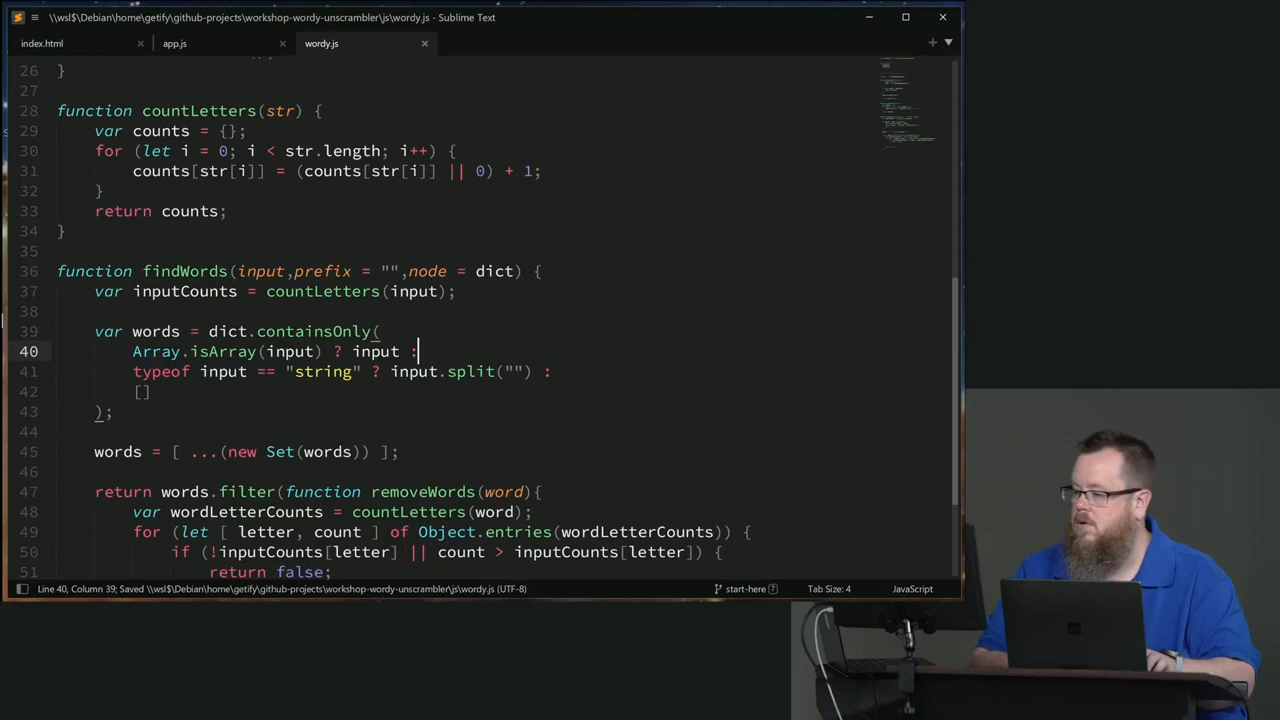 \\wsl$\Debian\home\getify\github-projects\workshop-wordy-unscrambler\js\wordy.js - Sublime Text
index.html
app.js
wordy.js
26 }
27
28 function countLetters(str) {
29     var counts = {};
30     for (let i = 0; i < str.length; i++) {
31         counts[str[i]] = (counts[str[i]] || 0) + 1;
32     }
33     return counts;
34 }
35
36 function findWords(input,prefix = "",node = dict) {
37     var inputCounts = countLetters(input);
38
39     var words = dict.containsOnly(
40         Array.isArray(input) ? input :
41         typeof input == "string" ? input.split("") :
42         []
43     );
44
45     words = [ ...(new Set(words)) ];
46
47     return words.filter(function removeWords(word){
48         var wordLetterCounts = countLetters(word);
49         for (let [ letter, count ] of Object.entries(wordLetterCounts)) {
50             if (!inputCounts[letter] || count > inputCounts[letter]) {
51                 return false;
Line 40, Column 39; Saved \\wsl$\Debian\home\getify\github-projects\workshop-wordy-unscrambler\js\wordy.js (UTF-8)
start-here 7
Tab Size: 4
JavaScript